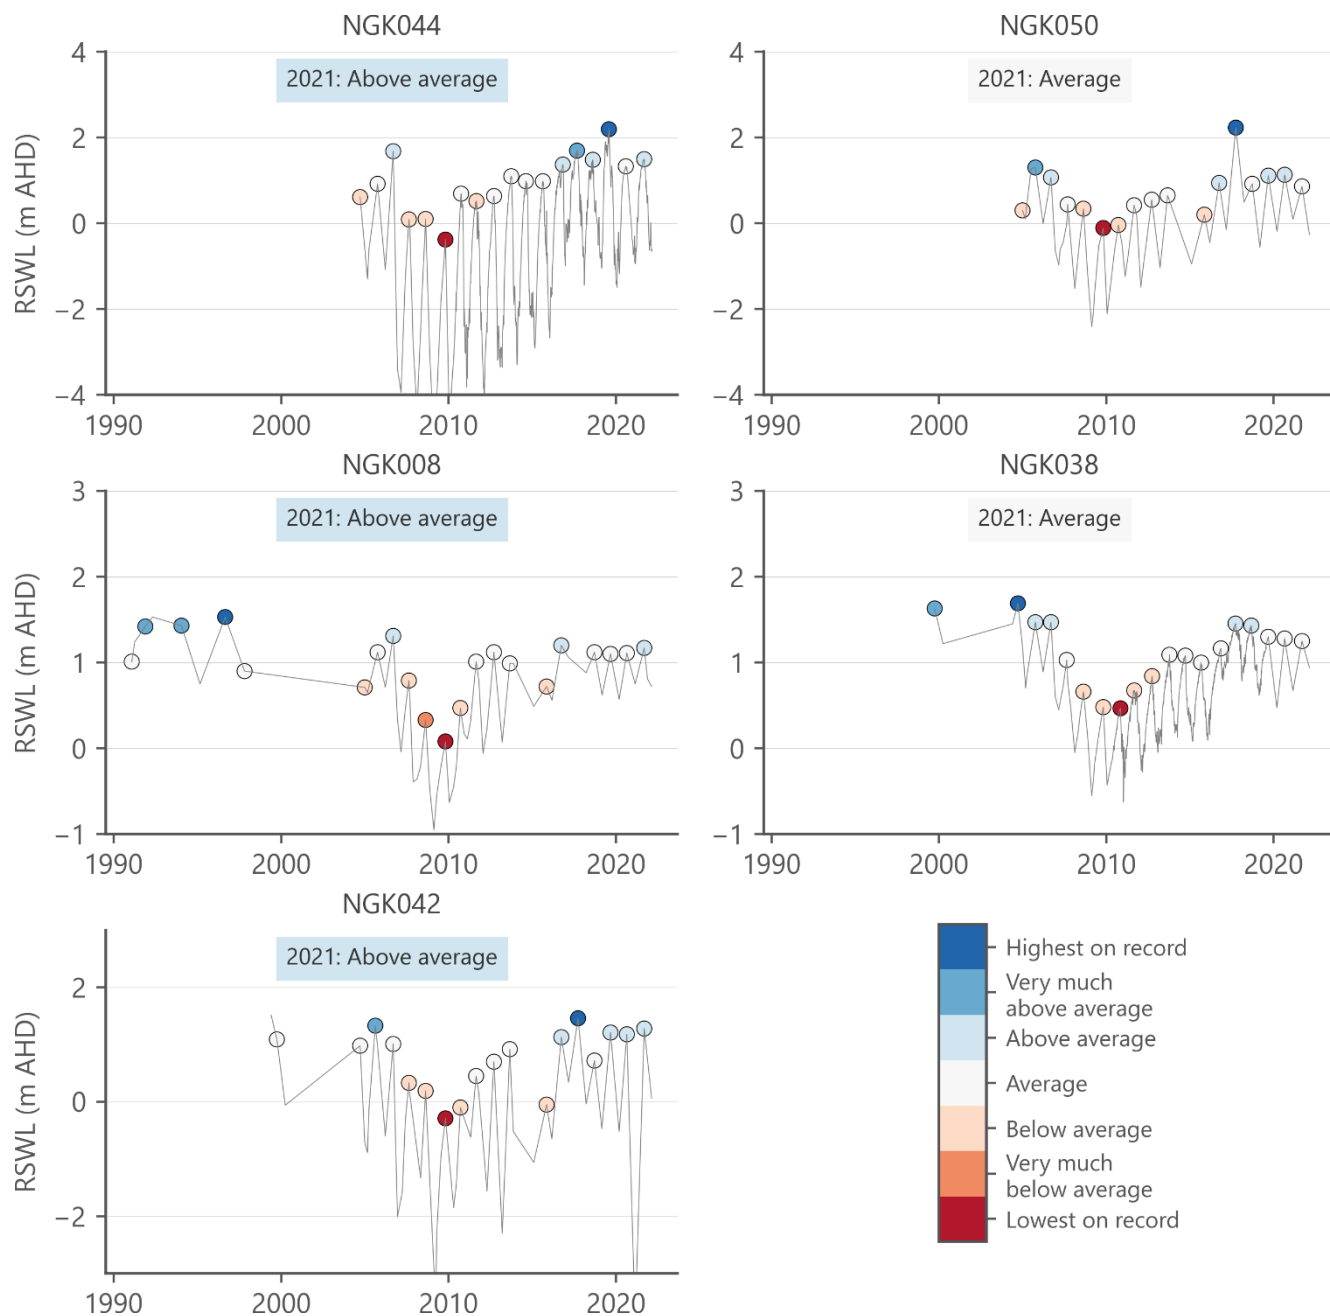 NGK044
2021: Above average
RSWL (m AHD)
4
2
0
−2
−4
1990
2000
2010
2020
NGK050
2021: Average
4
2
0
−2
−4
1990
2000
2010
2020
NGK008
2021: Above average
RSWL (m AHD)
3
2
1
0
−1
1990
2000
2010
2020
NGK038
2021: Average
3
2
1
0
−1
1990
2000
2010
2020
NGK042
2021: Above average
RSWL (m AHD)
2
0
−2
1990
2000
2010
2020
Highest on record
Very much
above average
Above average
Average
Below average
Very much
below average
Lowest on record